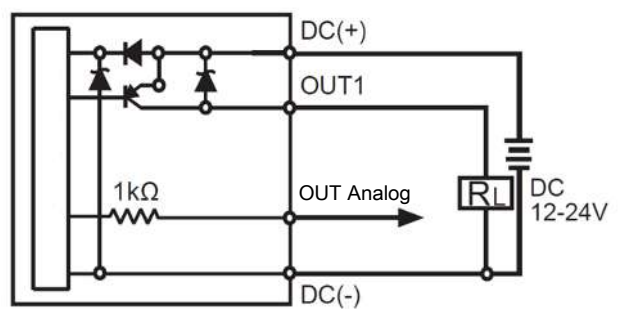 DC(+)
OUT1
1kΩ
OUT Analog
RL
DC
12-24V
DC(-)